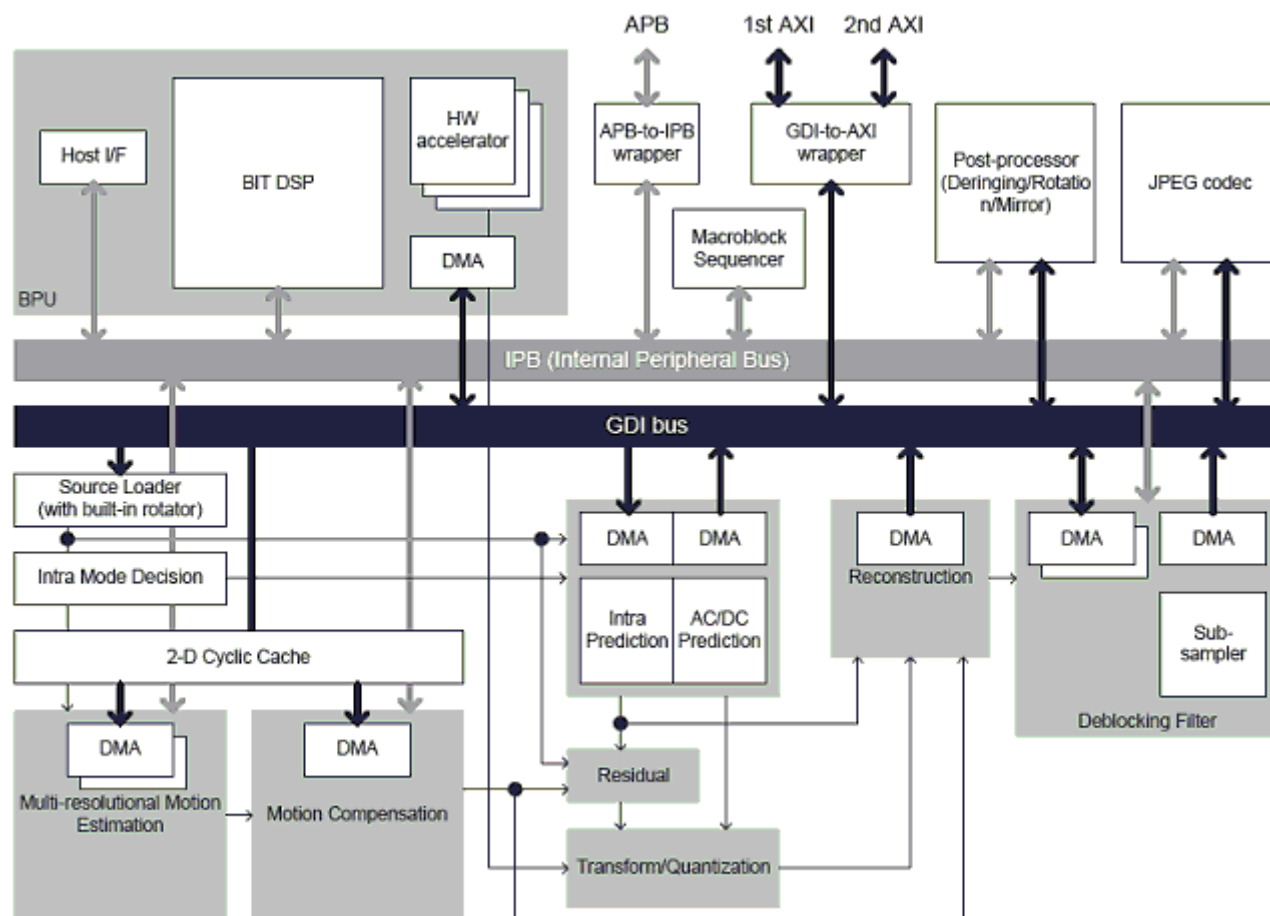 APB
1st AXI
2nd AXI
Host I/F
BIT DSP
HW
accelerator
DMA
BPU
APB-to-IPB
wrapper
GDI-to-AXI
wrapper
Macroblock
Sequencer
Post-processor
(Deringing/Rotatio
n/Mirror)
JPEG codec
IPB (Internal Peripheral Bus)
GDI bus
Source Loader
(with built-in rotator)
Intra Mode Decision
2-D Cyclic Cache
DMA
Multi-resolutional Motion
Estimation
DMA
Motion Compensation
DMA
DMA
Intra
Prediction
AC/DC
Prediction
Residual
Transform/Quantization
DMA
Reconstruction
DMA
DMA
Sub-
sampler
Deblocking Filter